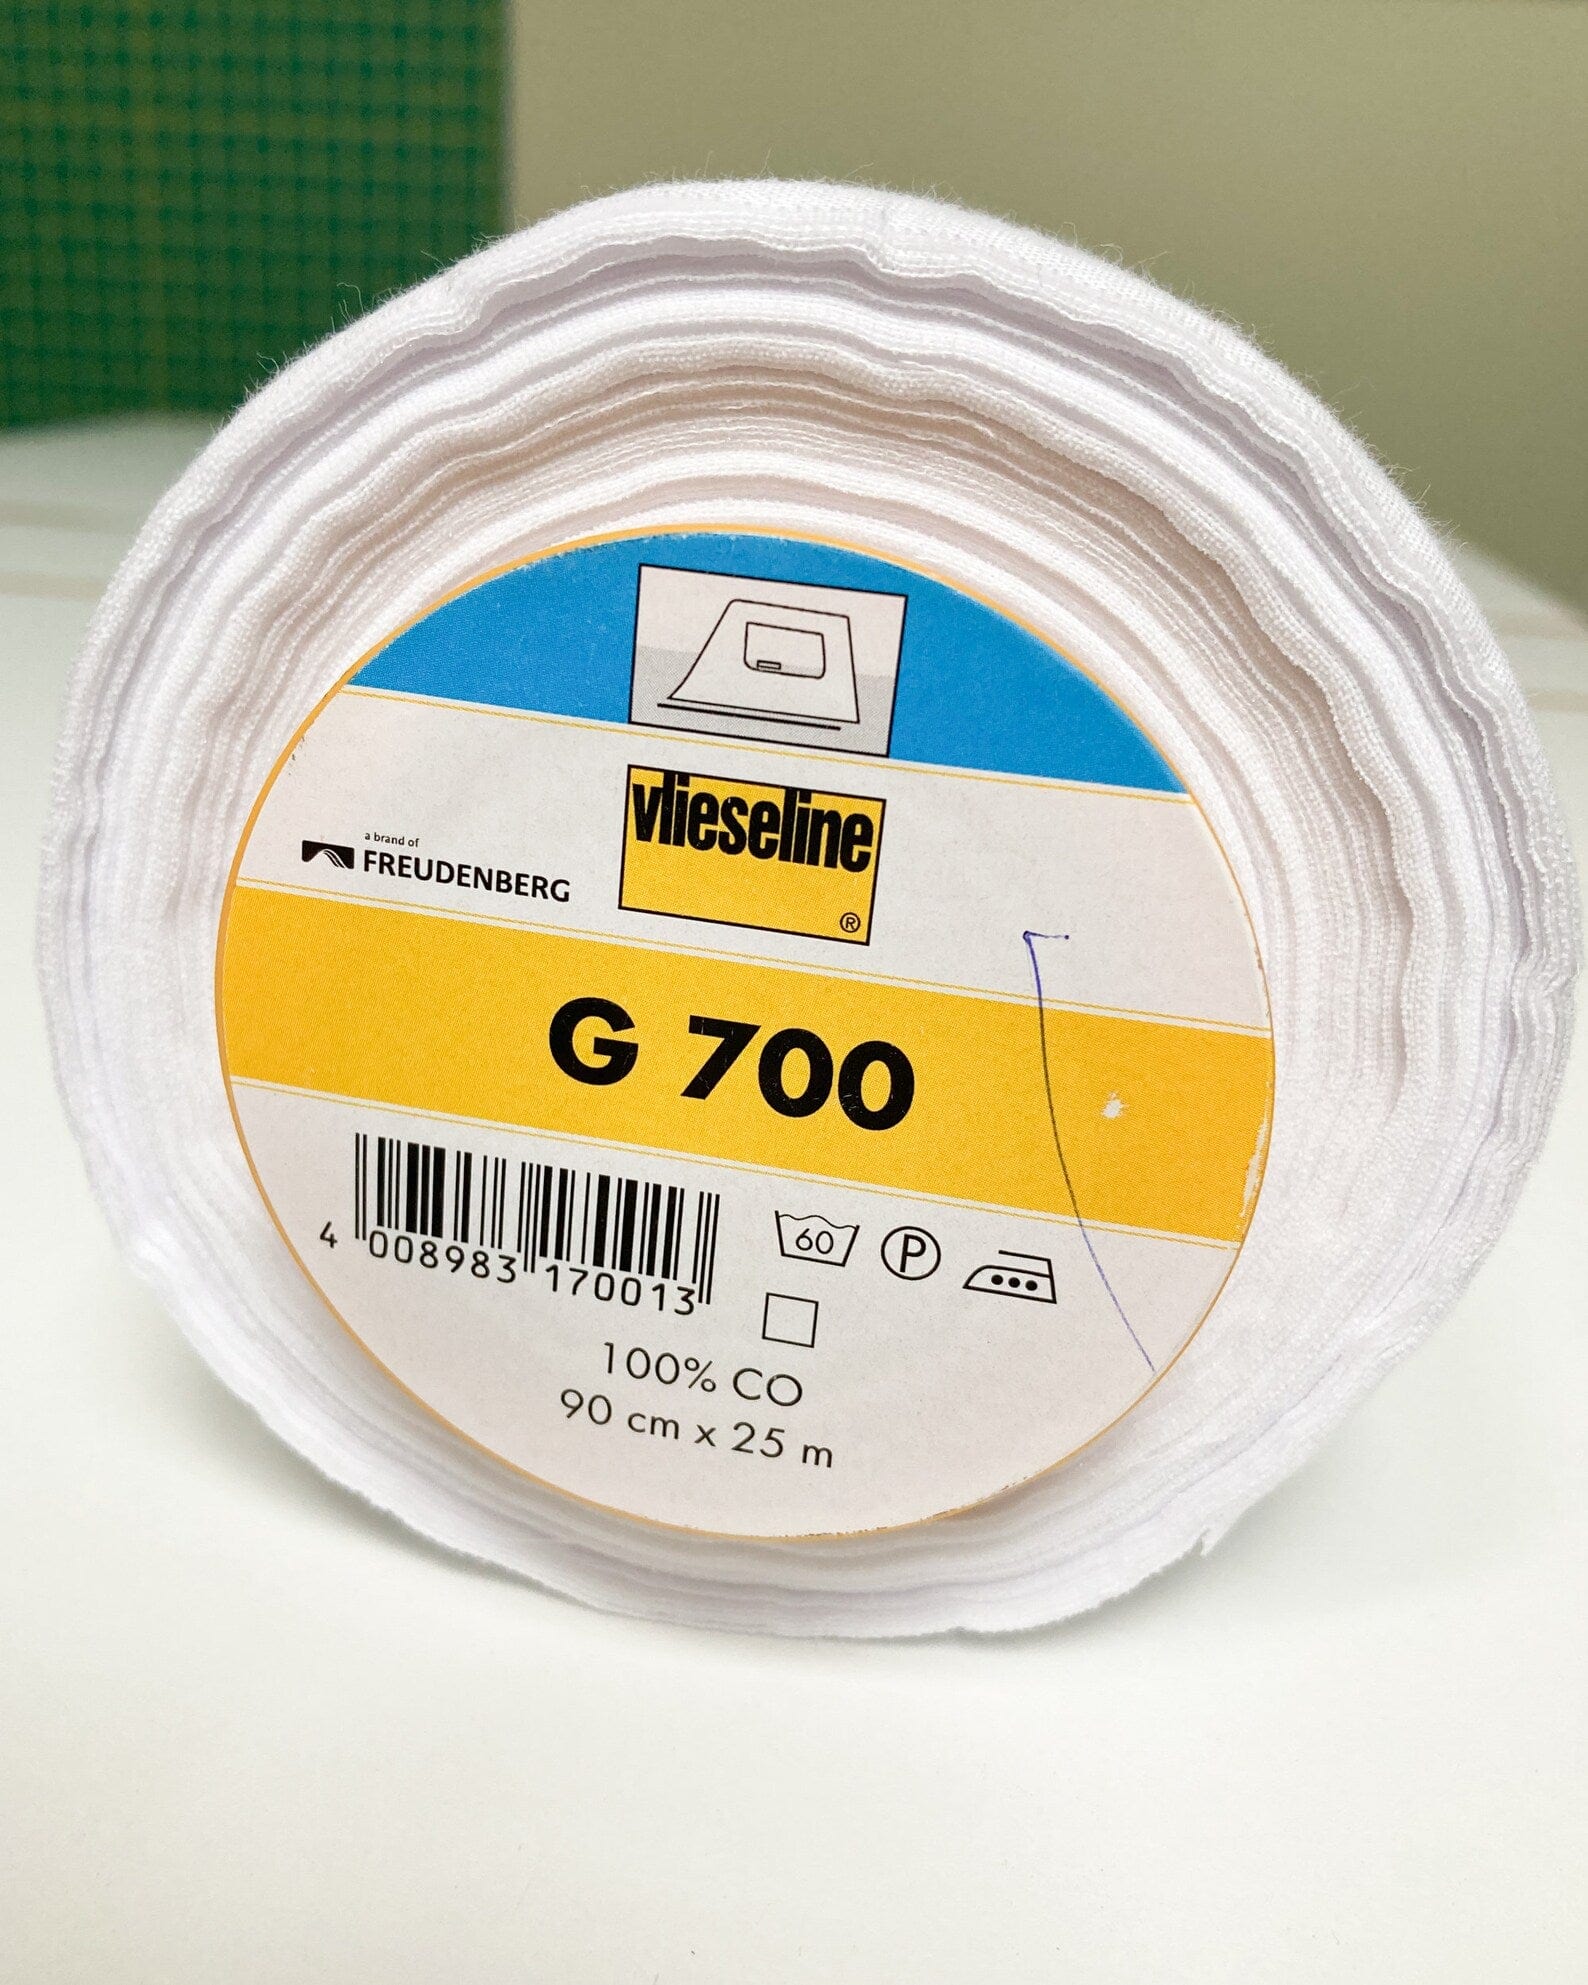 vlieseline
®
a brand of
FREUDENBERG
G 700
4 008983 170013
60
P
100% CO
90 cm x 25 m